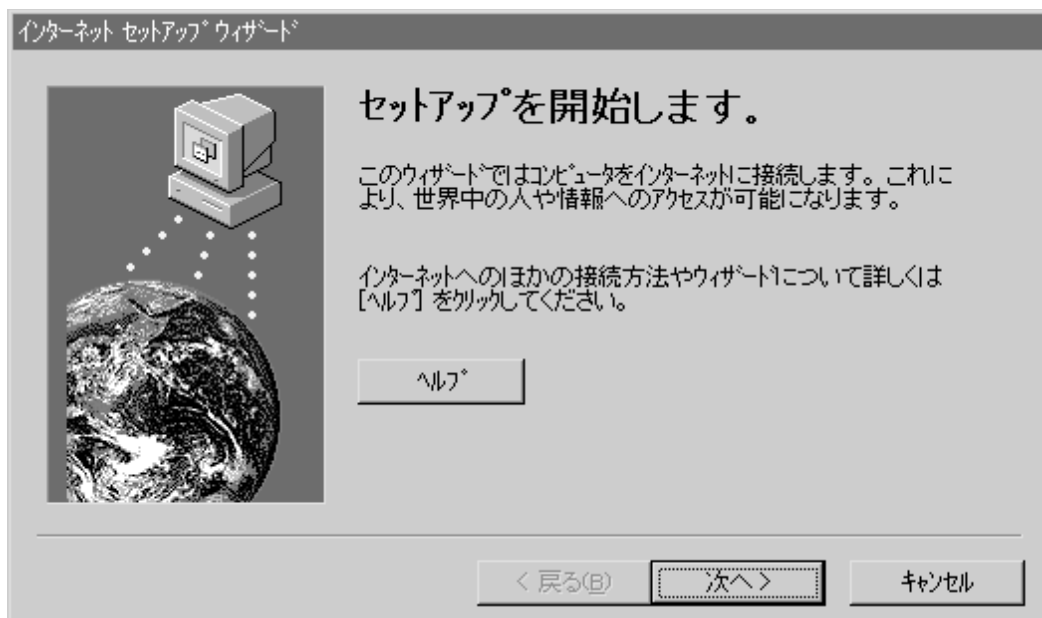 インターネット セットアップ ウィザード
セットアップを開始します。
このウィザードではコンピュータをインターネットに接続します。これに
より、世界中の人や情報へのアクセスが可能になります。
インターネットへのほかの接続方法やウィザードについて詳しくは
[ヘルプ] をクリックしてください。
ヘルプ
< 戻る(B)
次へ >
キャンセル